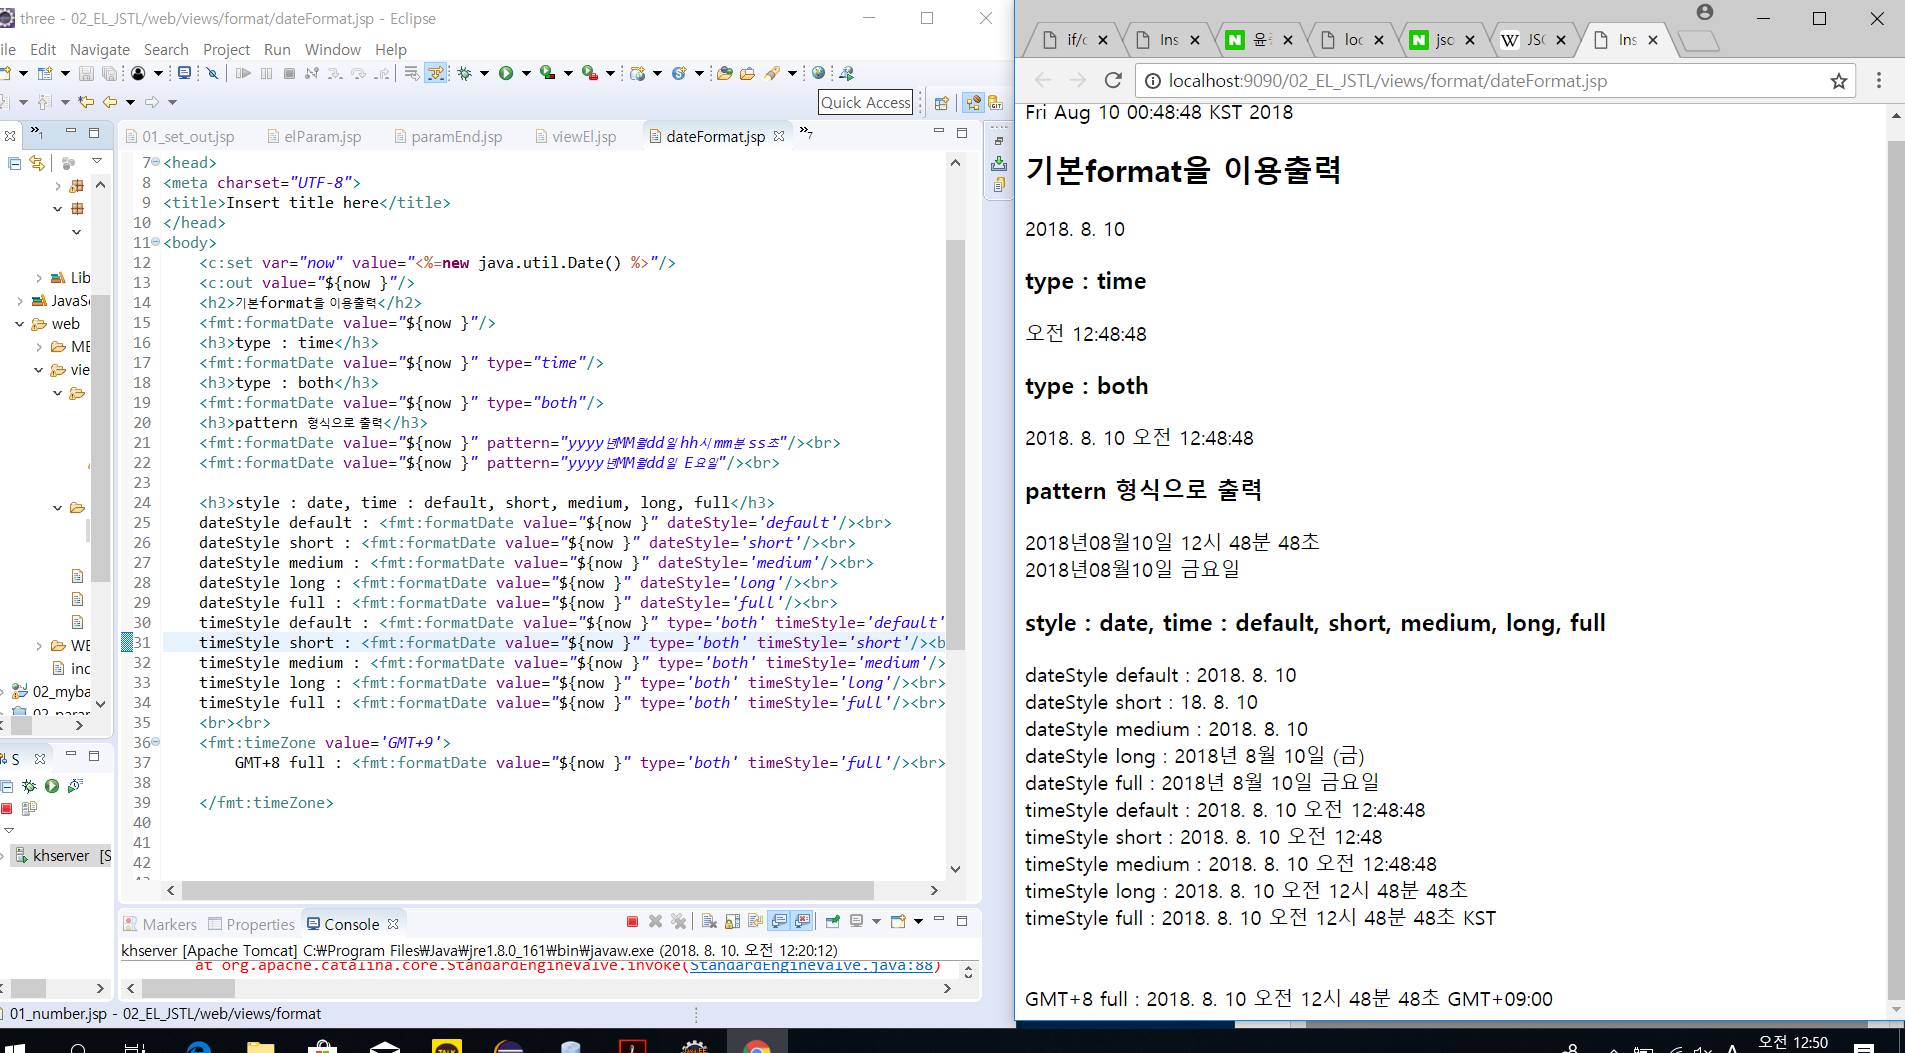 three - 02_EL_JSTL/web/views/format/dateFormat.jsp - Eclipse
ile Edit Navigate Search Project Run Window Help
Quick Access
01_set_out.jsp elParam.jsp paramEnd.jsp viewEl.jsp dateFormat.jsp »7
»1
Lib
JavaSc
web
ME
vie
WE
inc
02_myba
02_param
S
khserver [S
7 <head>
8 <meta charset="UTF-8">
9 <title>Insert title here</title>
10 </head>
11 <body>
12 <c:set var="now" value="<%=new java.util.Date() %>"/>
13 <c:out value="${now }"/>
14 <h2>기본format을 이용출력</h2>
15 <fmt:formatDate value="${now }"/>
16 <h3>type : time</h3>
17 <fmt:formatDate value="${now }" type="time"/>
18 <h3>type : both</h3>
19 <fmt:formatDate value="${now }" type="both"/>
20 <h3>pattern 형식으로 출력</h3>
21 <fmt:formatDate value="${now }" pattern="yyyy년MM월dd일 hh시 mm분 ss초"/><br>
22 <fmt:formatDate value="${now }" pattern="yyyy년MM월dd일 E요일"/><br>
23
24 <h3>style : date, time : default, short, medium, long, full</h3>
25 dateStyle default : <fmt:formatDate value="${now }" dateStyle='default'/><br>
26 dateStyle short : <fmt:formatDate value="${now }" dateStyle='short'/><br>
27 dateStyle medium : <fmt:formatDate value="${now }" dateStyle='medium'/><br>
28 dateStyle long : <fmt:formatDate value="${now }" dateStyle='long'/><br>
29 dateStyle full : <fmt:formatDate value="${now }" dateStyle='full'/><br>
30 timeStyle default : <fmt:formatDate value="${now }" type='both' timeStyle='default'
31 timeStyle short : <fmt:formatDate value="${now }" type='both' timeStyle='short'/><b
32 timeStyle medium : <fmt:formatDate value="${now }" type='both' timeStyle='medium'/>
33 timeStyle long : <fmt:formatDate value="${now }" type='both' timeStyle='long'/><br>
34 timeStyle full : <fmt:formatDate value="${now }" type='both' timeStyle='full'/><br>
35 <br><br>
36 <fmt:timeZone value='GMT+9'>
37 GMT+8 full : <fmt:formatDate value="${now }" type='both' timeStyle='full'/><br>
38
39 </fmt:timeZone>
40
41
42
Markers Properties Console
khserver [Apache Tomcat] C:₩Program Files₩Java₩jre1.8.0_161₩bin₩javaw.exe (2018. 8. 10. 오전 12:20:12)
at org.apache.catalina.core.StandardEngineValve.invoke(StandardEngineValve.java:88)
01_number.jsp - 02_EL_JSTL/web/views/format
if/c Ins 윤 loc jso JSO Ins
localhost:9090/02_EL_JSTL/views/format/dateFormat.jsp
Fri Aug 10 00:48:48 KST 2018
기본format을 이용출력
2018. 8. 10
type : time
오전 12:48:48
type : both
2018. 8. 10 오전 12:48:48
pattern 형식으로 출력
2018년08월10일 12시 48분 48초
2018년08월10일 금요일
style : date, time : default, short, medium, long, full
dateStyle default : 2018. 8. 10
dateStyle short : 18. 8. 10
dateStyle medium : 2018. 8. 10
dateStyle long : 2018년 8월 10일 (금)
dateStyle full : 2018년 8월 10일 금요일
timeStyle default : 2018. 8. 10 오전 12:48:48
timeStyle short : 2018. 8. 10 오전 12:48
timeStyle medium : 2018. 8. 10 오전 12:48:48
timeStyle long : 2018. 8. 10 오전 12시 48분 48초
timeStyle full : 2018. 8. 10 오전 12시 48분 48초 KST
GMT+8 full : 2018. 8. 10 오전 12시 48분 48초 GMT+09:00
TALK
A
오전 12:50